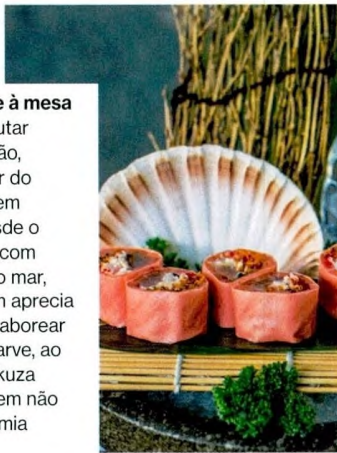 e à mesa
utar
ão,
r do
em
sde o
com
o mar,
n aprecia
aborear
arve, ao
kuza
em não
mia